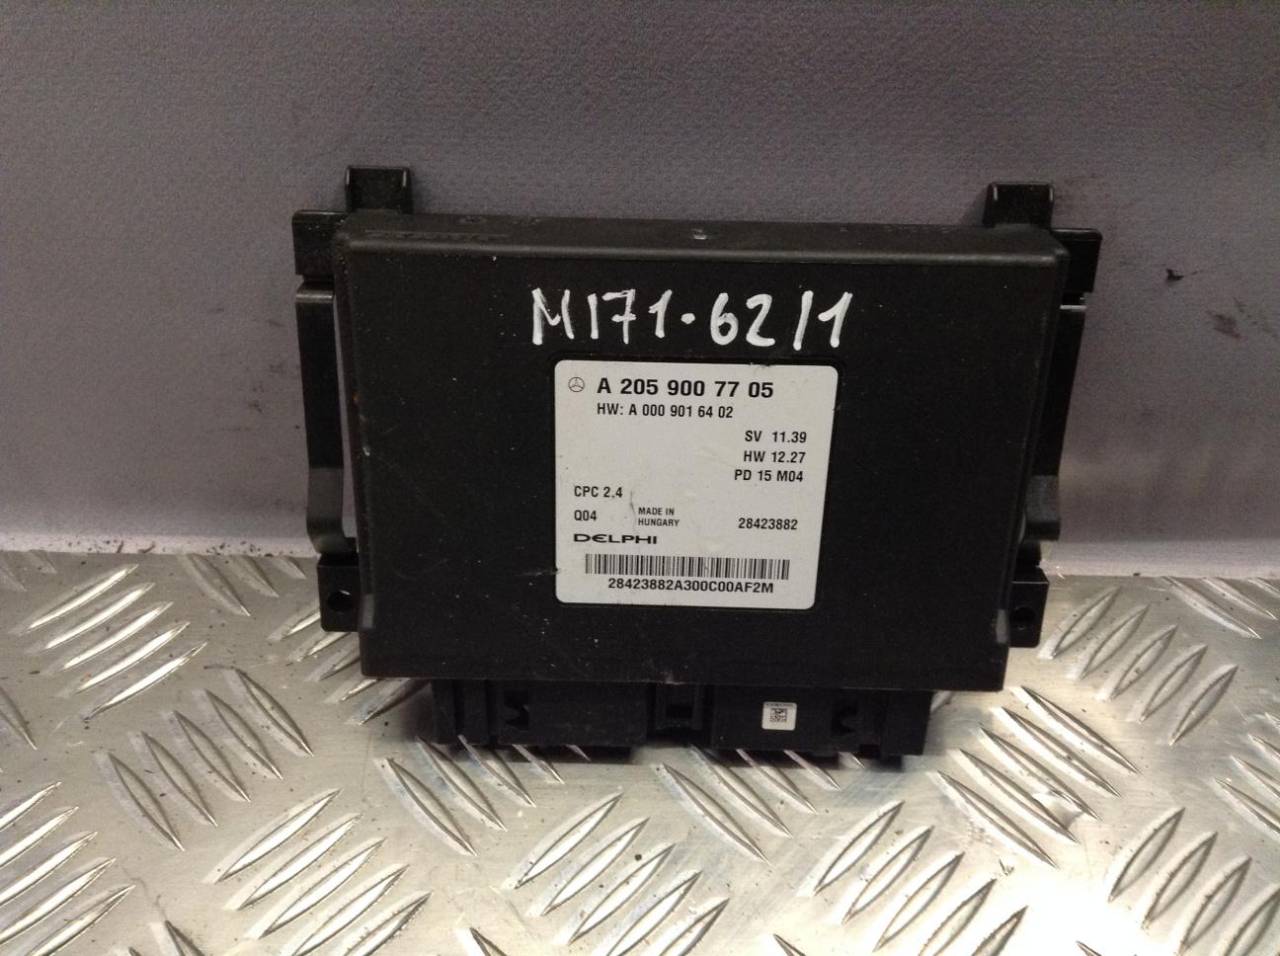 MI71-62/1
A 205 900 77 05
HW: A 000 901 64 02
SV 11.39
HW 12.27
PD 15 M04
CPC 2.4
Q04 MADE IN HUNGARY 28423882
DELPHI
28423882A300C00AF2M